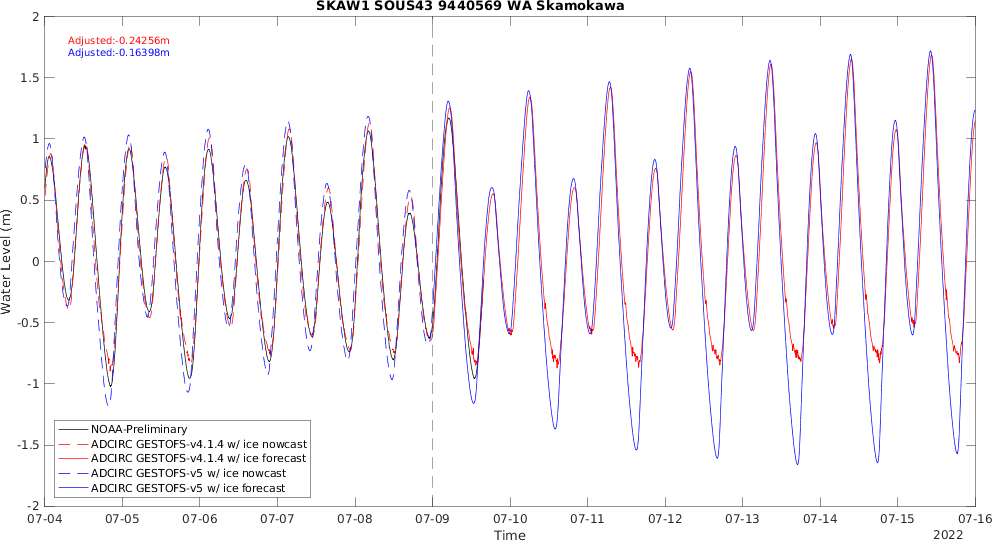 SKAW1 SOUS43 9440569 WA Skamokawa
Adjusted:-0.24256m
Adjusted:-0.16398m
2
1.5
1
0.5
0
-0.5
-1
-1.5
-2
Water Level (m)
NOAA-Preliminary
ADCIRC GESTOFS-v4.1.4 w/ ice nowcast
ADCIRC GESTOFS-v4.1.4 w/ ice forecast
ADCIRC GESTOFS-v5 w/ ice nowcast
ADCIRC GESTOFS-v5 w/ ice forecast
07-04 07-05 07-06 07-07 07-08 07-09 07-10 07-11 07-12 07-13 07-14 07-15 07-16
Time
2022